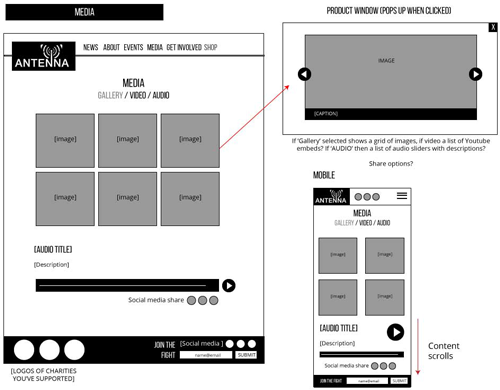 MEDIA
PRODUCT WINDOW (POPS UP WHEN CLICKED)
X
ANTENNA
NEWS ABOUT EVENTS MEDIA GET INVOLVED SHOP
MEDIA
GALLERY / VIDEO / AUDIO
[image] [image] [image]
[image] [image] [image]
[AUDIO TITLE]
[Description]
Social media share
JOIN THE
FIGHT
[Social media ]
name@email
SUBMIT
[LOGOS OF CHARITIES
YOU'VE SUPPORTED]
IMAGE
[CAPTION]
If 'Gallery' selected shows a grid of images, if video a list of Youtube
embeds? If 'AUDIO' then a list of audio sliders with descriptions?
Share options?
MOBILE
ANTENNA
MEDIA
GALLERY / VIDEO / AUDIO
[image] [image]
[image] [image]
[AUDIO TITLE]
[Description]
Social media share
JOIN THE FIGHT
name@email
SUBMIT
Content
scrolls